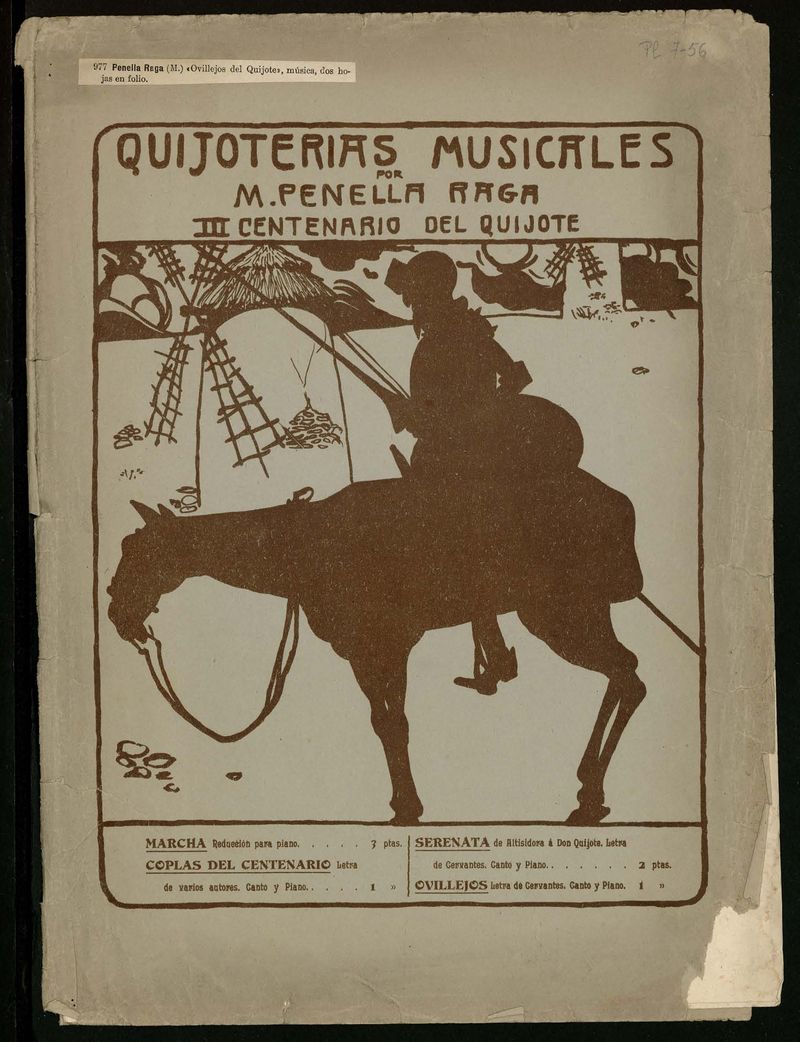 Pl 7-56
977 Penella Raga (M.) «Ovillejos del Quijote», música, dos ho-
jas en folio.
QUIJOTERIAS MUSICALES
POR
M. PENELLA RAGA
III CENTENARIO DEL QUIJOTE
MARCHA Reducción para piano. . . . . 3 ptas.
COPLAS DEL CENTENARIO Letra
de varios autores. Canto y Piano. . . . . 1 »
SERENATA de Altisidora á Don Quijote. Letra
de Cervantes. Canto y Piano. . . . . . . 2 ptas.
OVILLEJOS Letra de Cervantes. Canto y Piano. 1 »